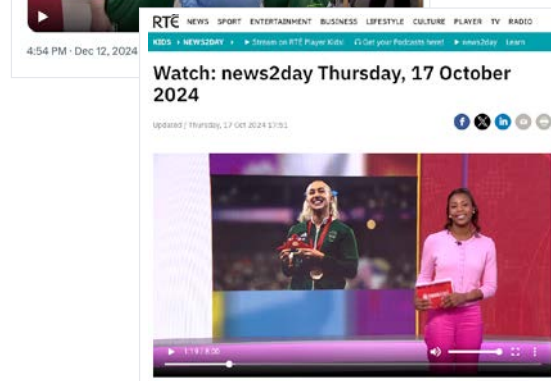 4:54 PM · Dec 12, 2024
RTÉ NEWS SPORT ENTERTAINMENT BUSINESS LIFESTYLE CULTURE PLAYER TV RADIO
KIDS › NEWS2DAY › Stream on RTÉ Player Kids! Get your Podcasts here! news2day Learn
Watch: news2day Thursday, 17 October
2024
Updated / Thursday, 17 Oct 2024 17:51
1:19 / 8:00